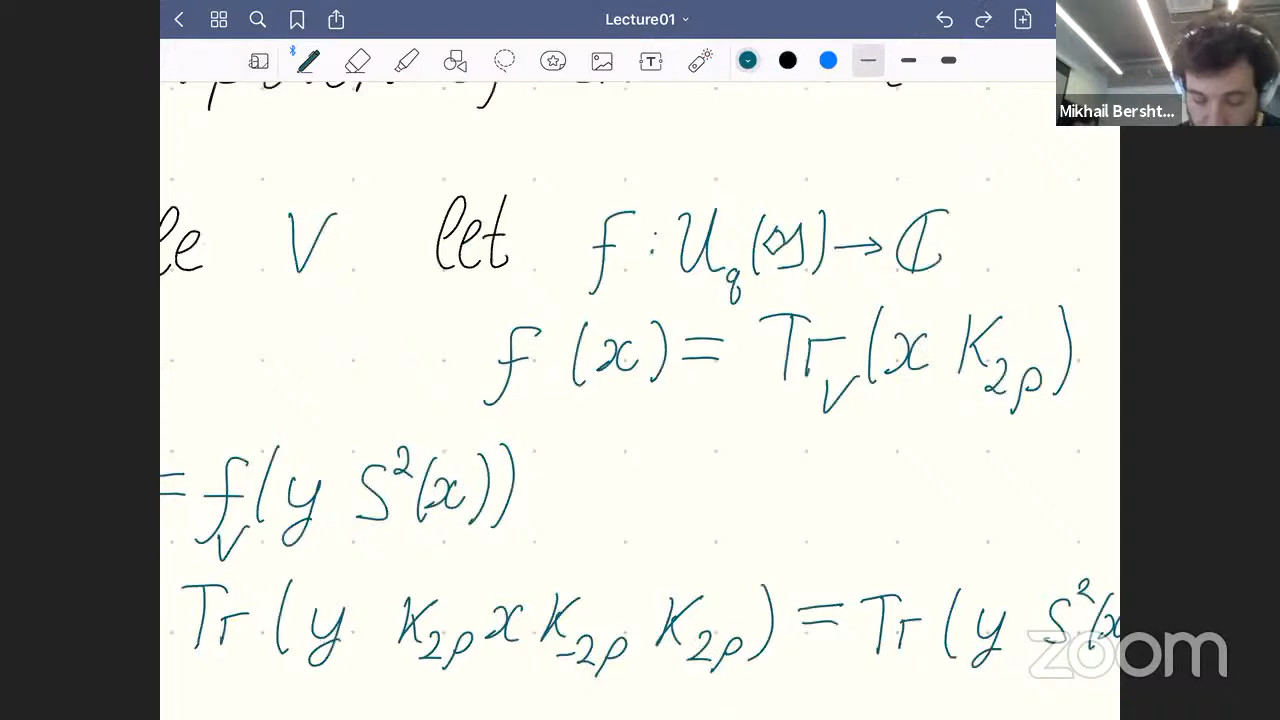 Lecture01
T
Mikhail Bersht...
le V let f : U_q(𝔤) → ℂ
f (x) = Tr_V (x K_{2ρ})
= f_V (y S²(x))
Tr (y K_{2ρ} x K_{-2ρ} K_{2ρ}) = Tr (y S²(x
zoom